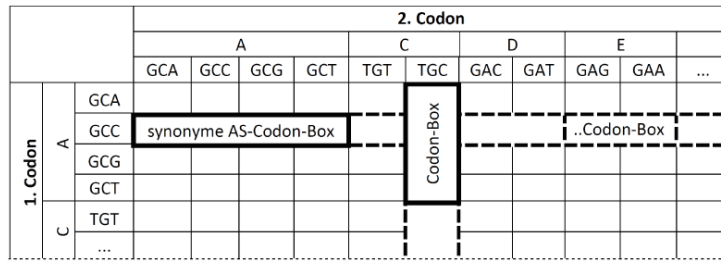 2. Codon
A C D E
GCA GCC GCG GCT TGT TGC GAC GAT GAG GAA ...
1. Codon
A
GCA
GCC synonyme AS-Codon-Box Codon-Box ..Codon-Box
GCG
GCT
C
TGT
...